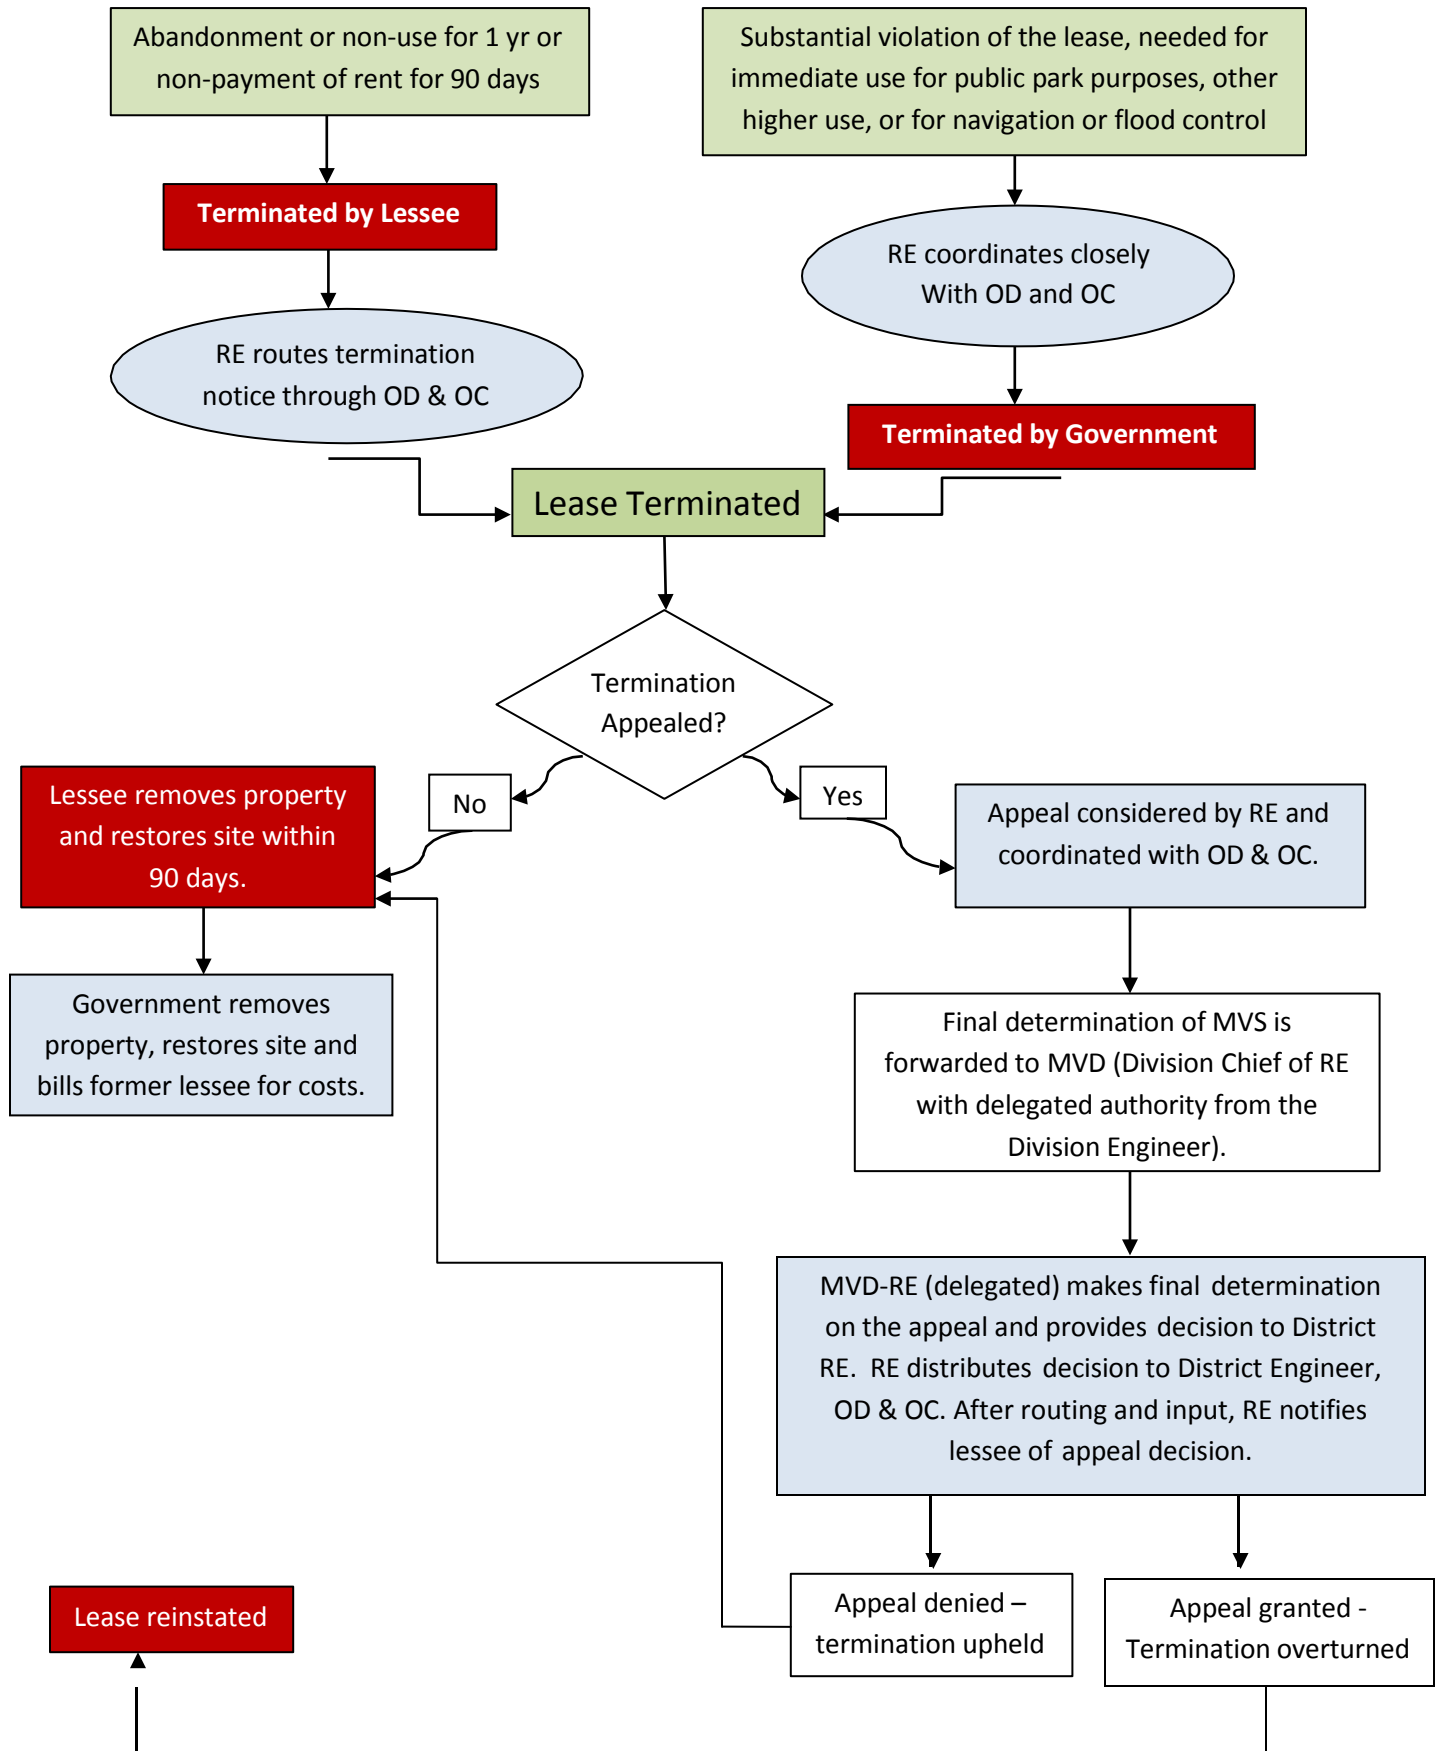 Abandonment or non-use for 1 yr or
non-payment of rent for 90 days
Substantial violation of the lease, needed for
immediate use for public park purposes, other
higher use, or for navigation or flood control
Terminated by Lessee
RE coordinates closely
With OD and OC
RE routes termination
notice through OD & OC
Terminated by Government
Lease Terminated
Termination
Appealed?
No
Yes
Lessee removes property
and restores site within
90 days.
Appeal considered by RE and
coordinated with OD & OC.
Government removes
property, restores site and
bills former lessee for costs.
Final determination of MVS is
forwarded to MVD (Division Chief of RE
with delegated authority from the
Division Engineer).
MVD-RE (delegated) makes final determination
on the appeal and provides decision to District
RE. RE distributes decision to District Engineer,
OD & OC. After routing and input, RE notifies
lessee of appeal decision.
Appeal denied –
termination upheld
Appeal granted -
Termination overturned
Lease reinstated